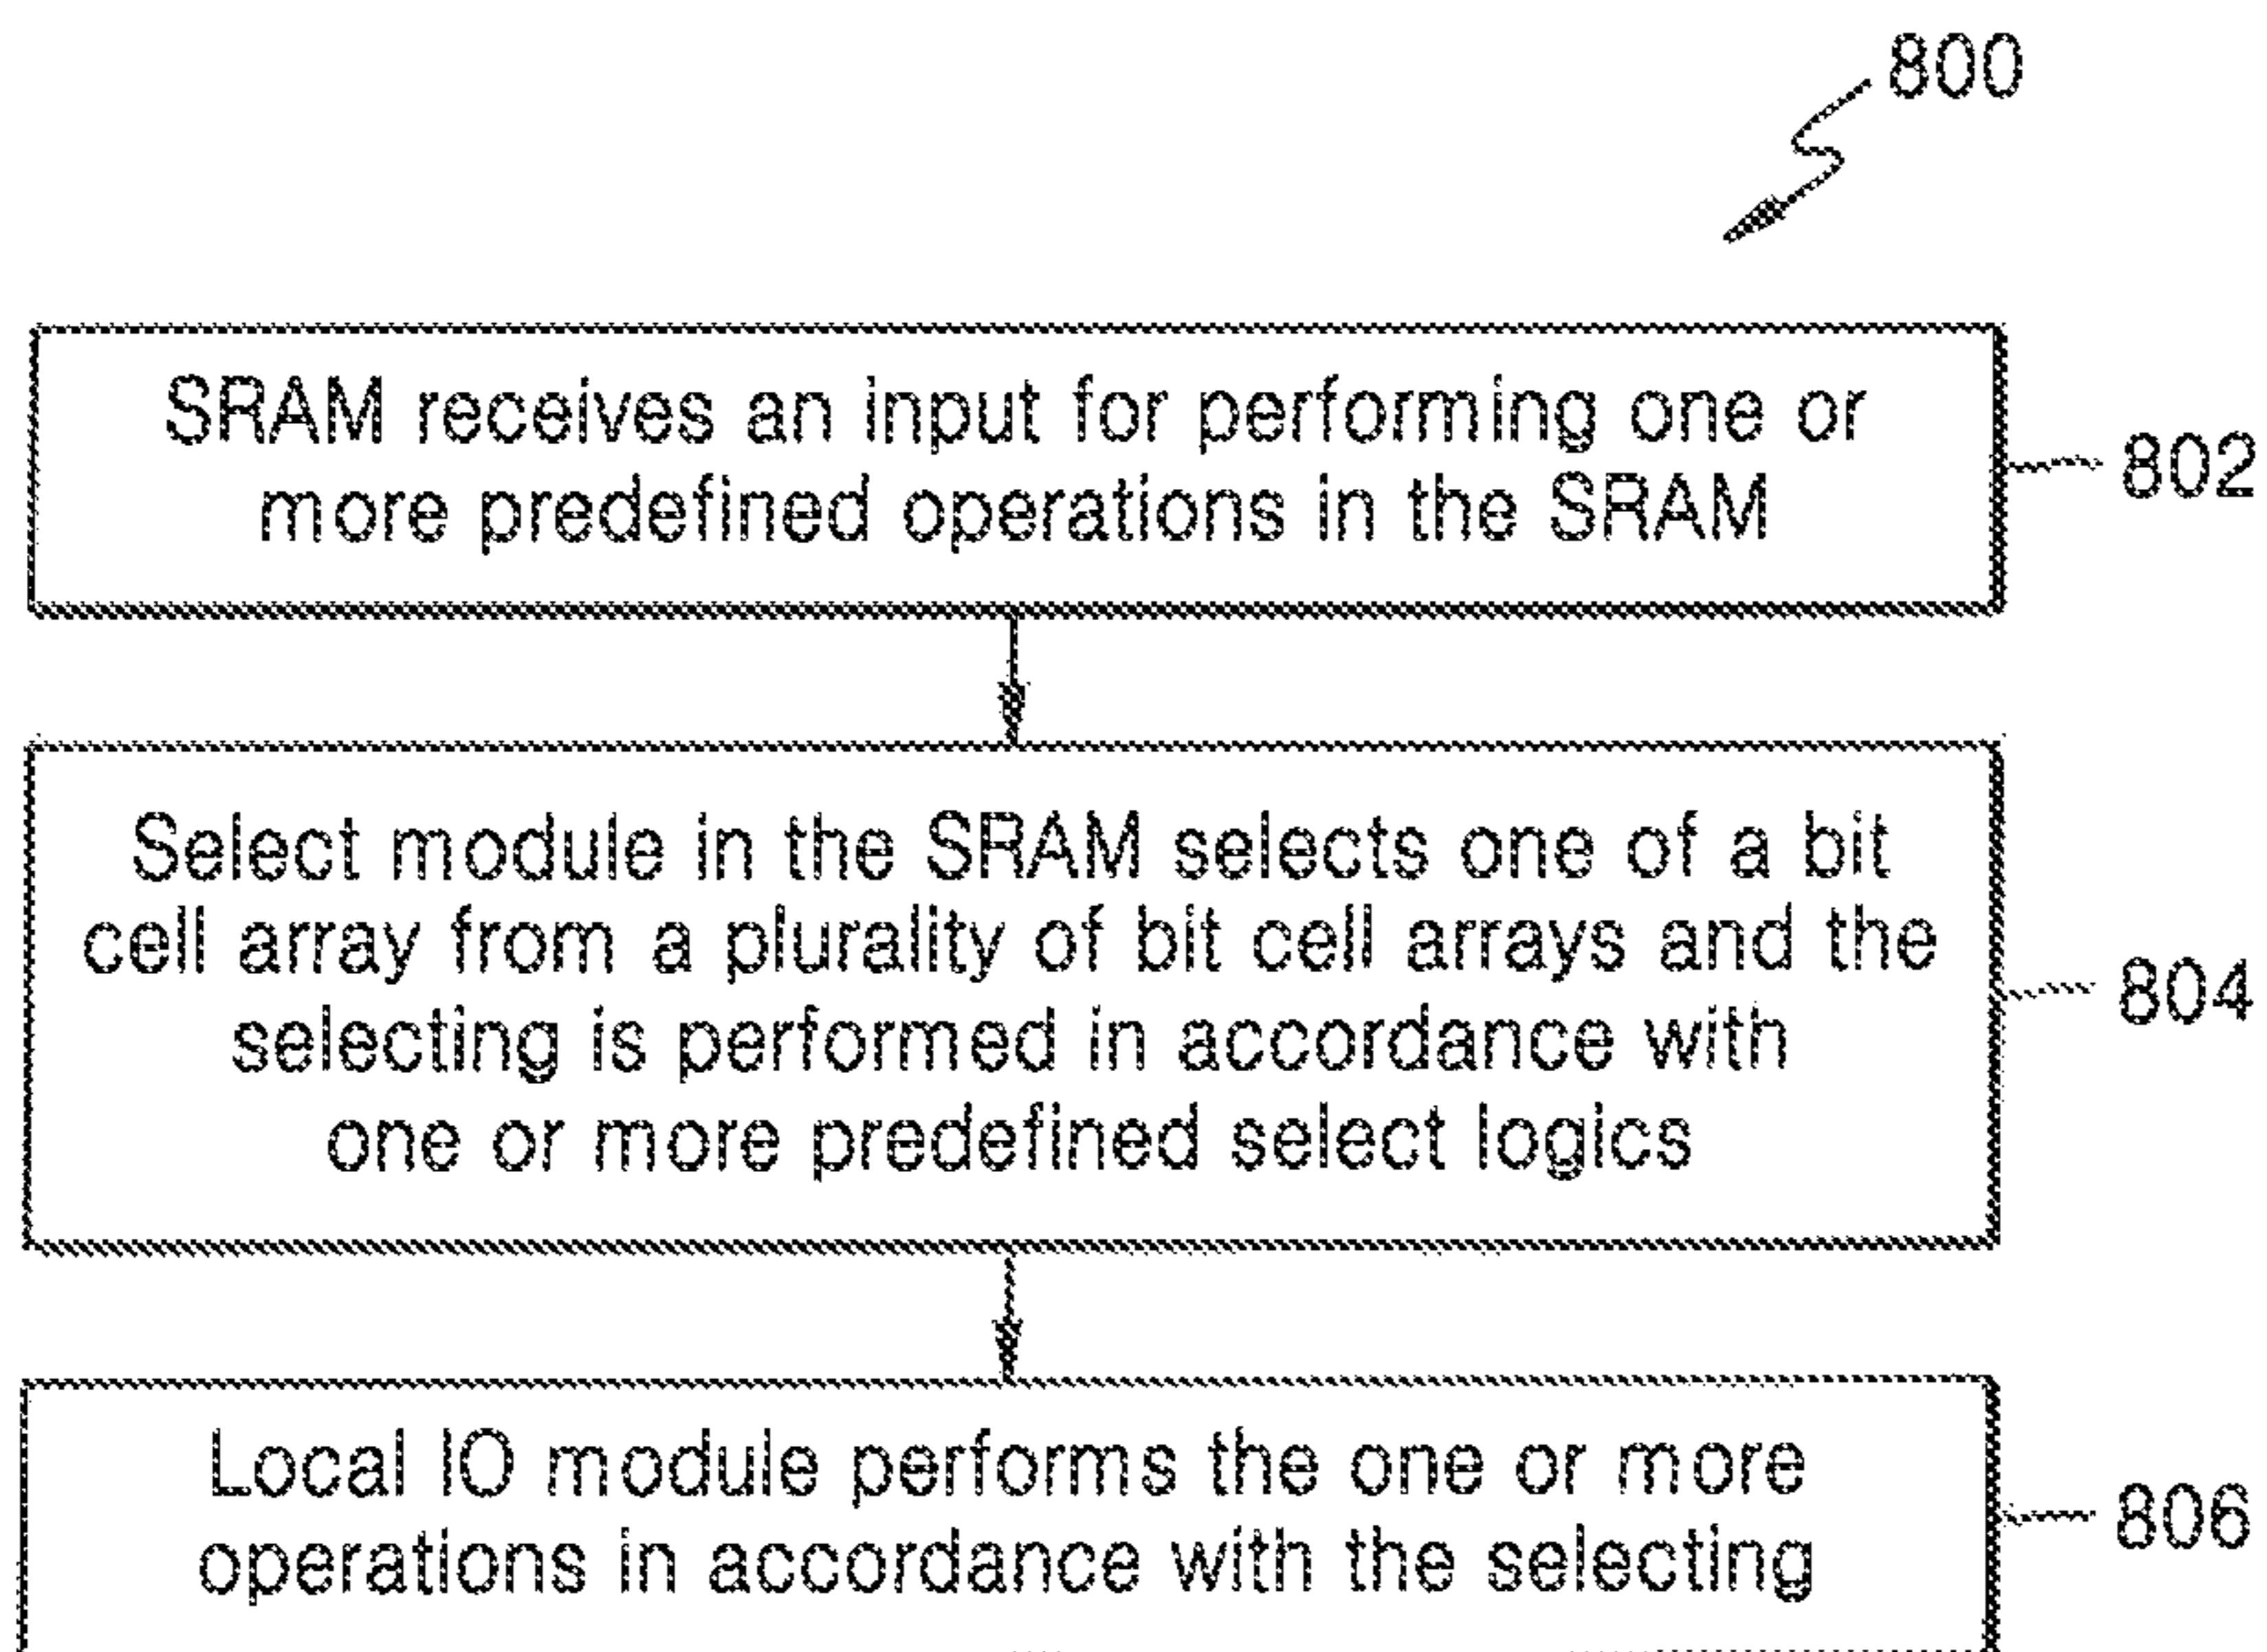 800
SRAM receives an input for performing one or
more predefined operations in the SRAM
802
Select module in the SRAM selects one of a bit
cell array from a plurality of bit cell arrays and the
selecting is performed in accordance with
one or more predefined select logics
804
Local IO module performs the one or more
operations in accordance with the selecting
806